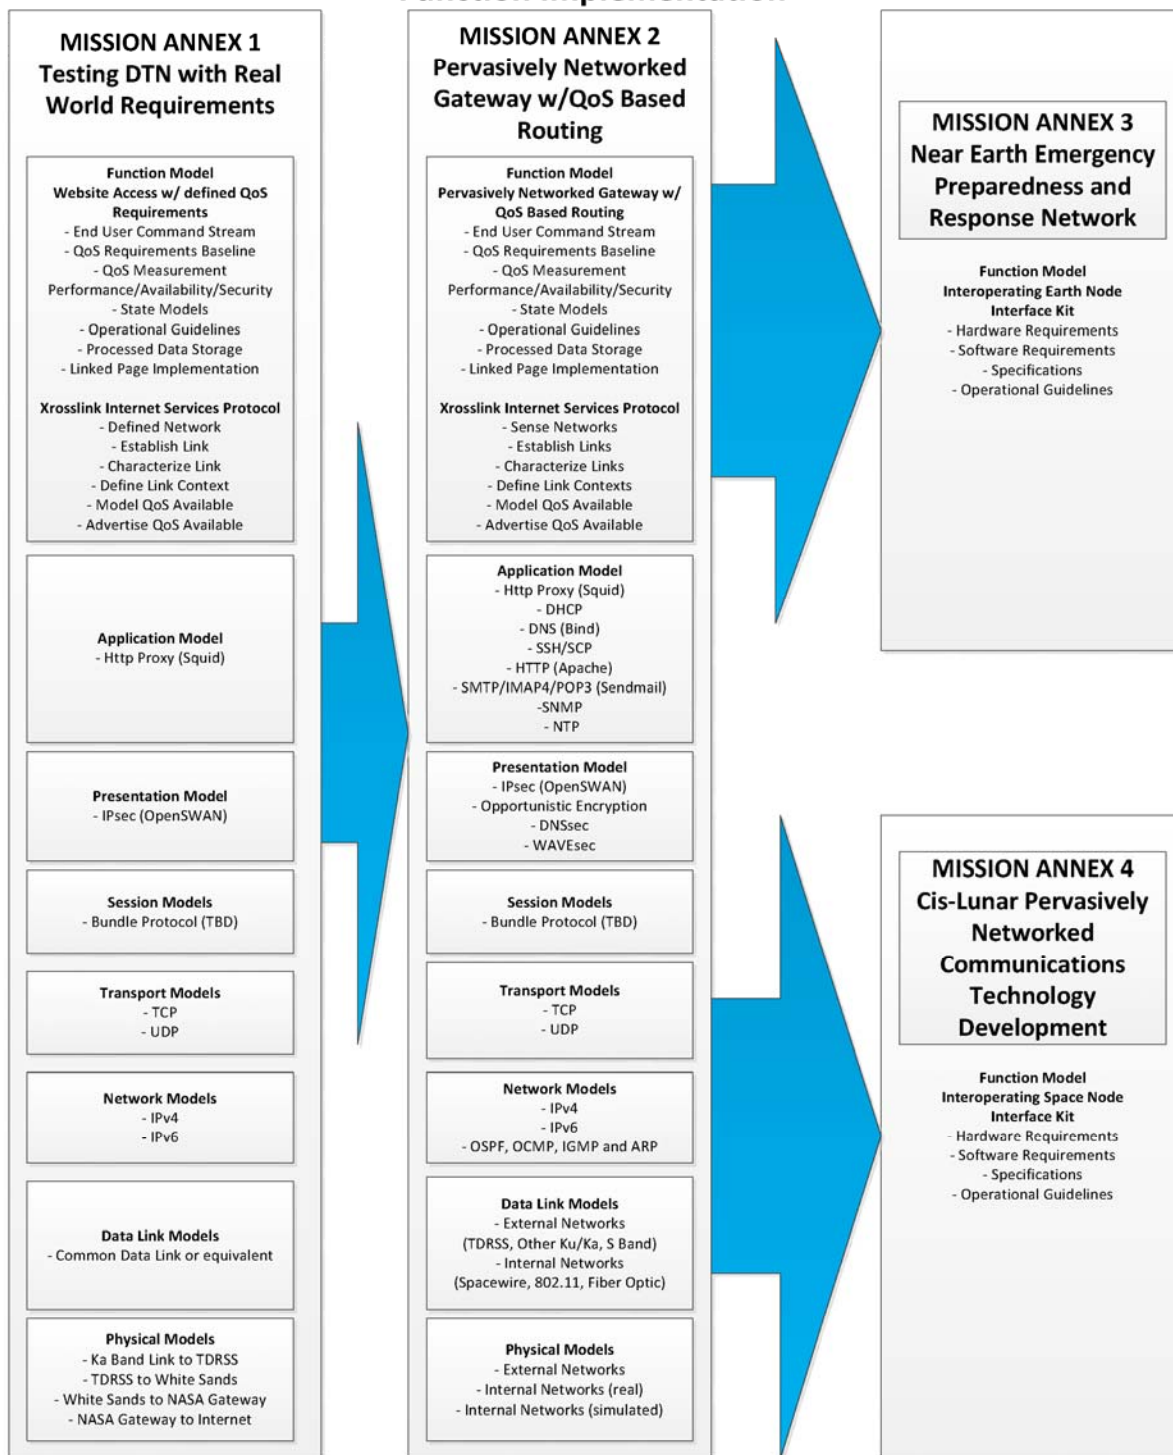 Function Implementation
MISSION ANNEX 1
Testing DTN with Real
World Requirements
Function Model
Website Access w/ defined QoS
Requirements
- End User Command Stream
- QoS Requirements Baseline
- QoS Measurement
Performance/Availability/Security
- State Models
- Operational Guidelines
- Processed Data Storage
- Linked Page Implementation
Xrosslink Internet Services Protocol
- Defined Network
- Establish Link
- Characterize Link
- Define Link Context
- Model QoS Available
- Advertise QoS Available
Application Model
- Http Proxy (Squid)
Presentation Model
- IPsec (OpenSWAN)
Session Models
- Bundle Protocol (TBD)
Transport Models
- TCP
- UDP
Network Models
- IPv4
- IPv6
Data Link Models
- Common Data Link or equivalent
Physical Models
- Ka Band Link to TDRSS
- TDRSS to White Sands
- White Sands to NASA Gateway
- NASA Gateway to Internet
MISSION ANNEX 2
Pervasively Networked
Gateway w/QoS Based
Routing
Function Model
Pervasively Networked Gateway w/
QoS Based Routing
- End User Command Stream
- QoS Requirements Baseline
- QoS Measurement
Performance/Availability/Security
- State Models
- Operational Guidelines
- Processed Data Storage
- Linked Page Implementation
Xrosslink Internet Services Protocol
- Sense Networks
- Establish Links
- Characterize Links
- Define Link Contexts
- Model QoS Available
- Advertise QoS Available
Application Model
- Http Proxy (Squid)
- DHCP
- DNS (Bind)
- SSH/SCP
- HTTP (Apache)
- SMTP/IMAP4/POP3 (Sendmail)
-SNMP
- NTP
Presentation Model
- IPsec (OpenSWAN)
- Opportunistic Encryption
- DNSsec
- WAVEsec
Session Models
- Bundle Protocol (TBD)
Transport Models
- TCP
- UDP
Network Models
- IPv4
- IPv6
- OSPF, OCMP, IGMP and ARP
Data Link Models
- External Networks
(TDRSS, Other Ku/Ka, S Band)
- Internal Networks
(Spacewire, 802.11, Fiber Optic)
Physical Models
- External Networks
- Internal Networks (real)
- Internal Networks (simulated)
MISSION ANNEX 3
Near Earth Emergency
Preparedness and
Response Network
Function Model
Interoperating Earth Node
Interface Kit
- Hardware Requirements
- Software Requirements
- Specifications
- Operational Guidelines
MISSION ANNEX 4
Cis-Lunar Pervasively
Networked
Communications
Technology
Development
Function Model
Interoperating Space Node
Interface Kit
- Hardware Requirements
- Software Requirements
- Specifications
- Operational Guidelines